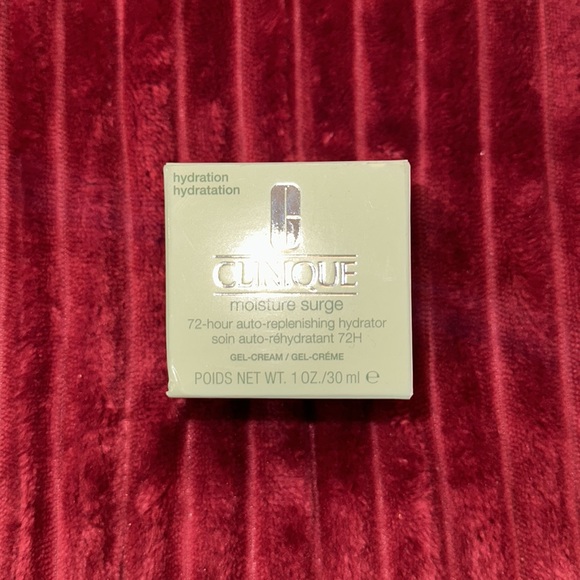 hydration
hydratation
CLINIQUE
moisture surge
72-hour auto-replenishing hydrator
soin auto-réhydratant 72H
GEL-CREAM / GEL-CRÉME
POIDS NET WT. 1 OZ./30 ml ℮